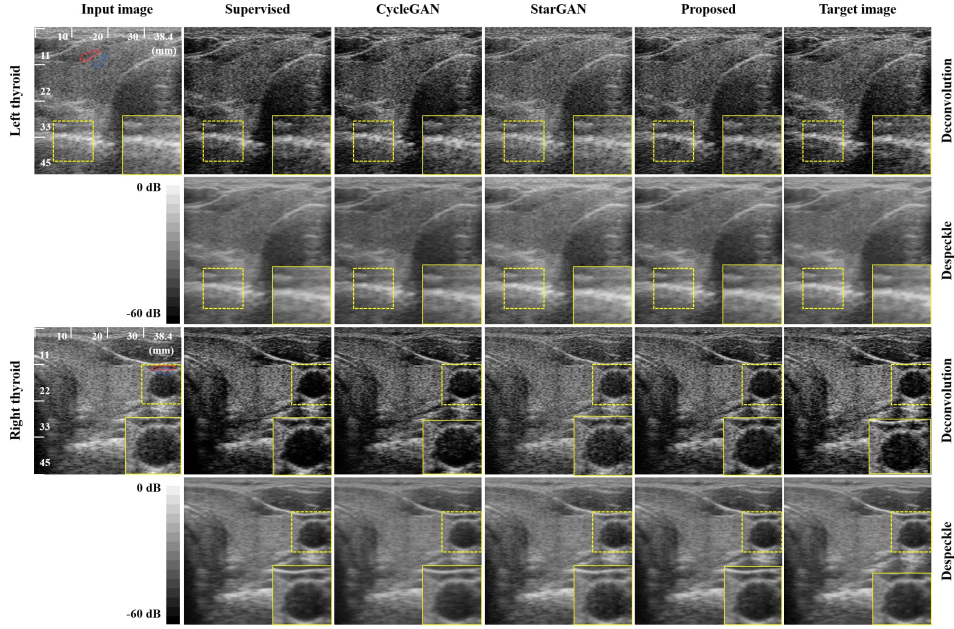 Input image
Supervised
CycleGAN
StarGAN
Proposed
Target image
Left thyroid
10
20
30
38.4
(mm)
11
22
33
45
Deconvolution
0 dB
-60 dB
Despeckle
Right thyroid
10
20
30
38.4
(mm)
11
22
33
45
Deconvolution
0 dB
-60 dB
Despeckle